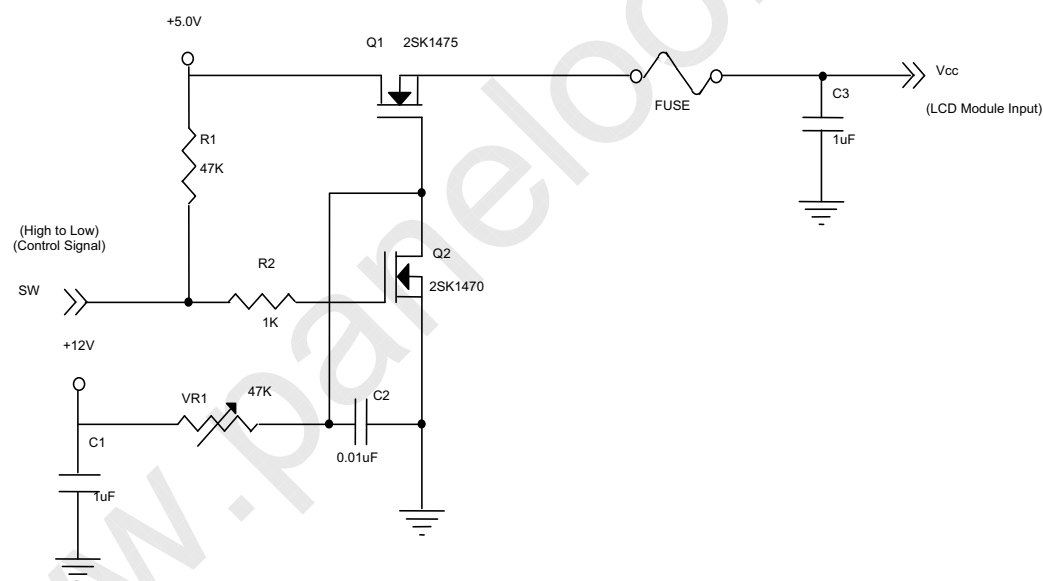 +5.0V
Q1 2SK1475
Vcc
C3
FUSE
(LCD Module Input)
R1
1uF
47K
(High to Low)
(Control Signal)
Q2
R2
2SK1470
SW
1K
+12V
47K
VR1
C2
C1
0.01uF
1uF